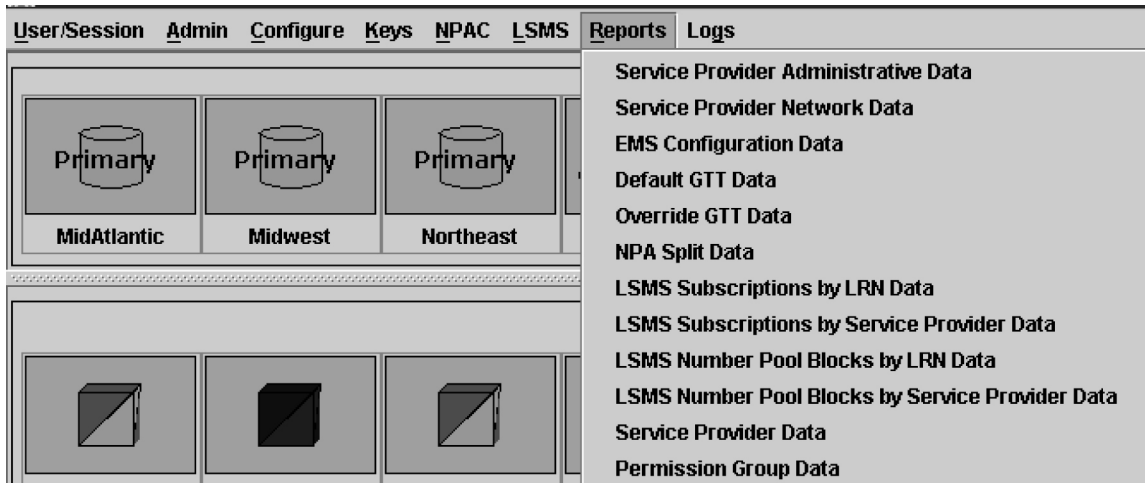 User/Session Admin Configure Keys NPAC LSMS Reports Logs
Service Provider Administrative Data
Service Provider Network Data
EMS Configuration Data
Default GTT Data
Override GTT Data
NPA Split Data
LSMS Subscriptions by LRN Data
LSMS Subscriptions by Service Provider Data
LSMS Number Pool Blocks by LRN Data
LSMS Number Pool Blocks by Service Provider Data
Service Provider Data
Permission Group Data
Primary Primary Primary
MidAtlantic Midwest Northeast